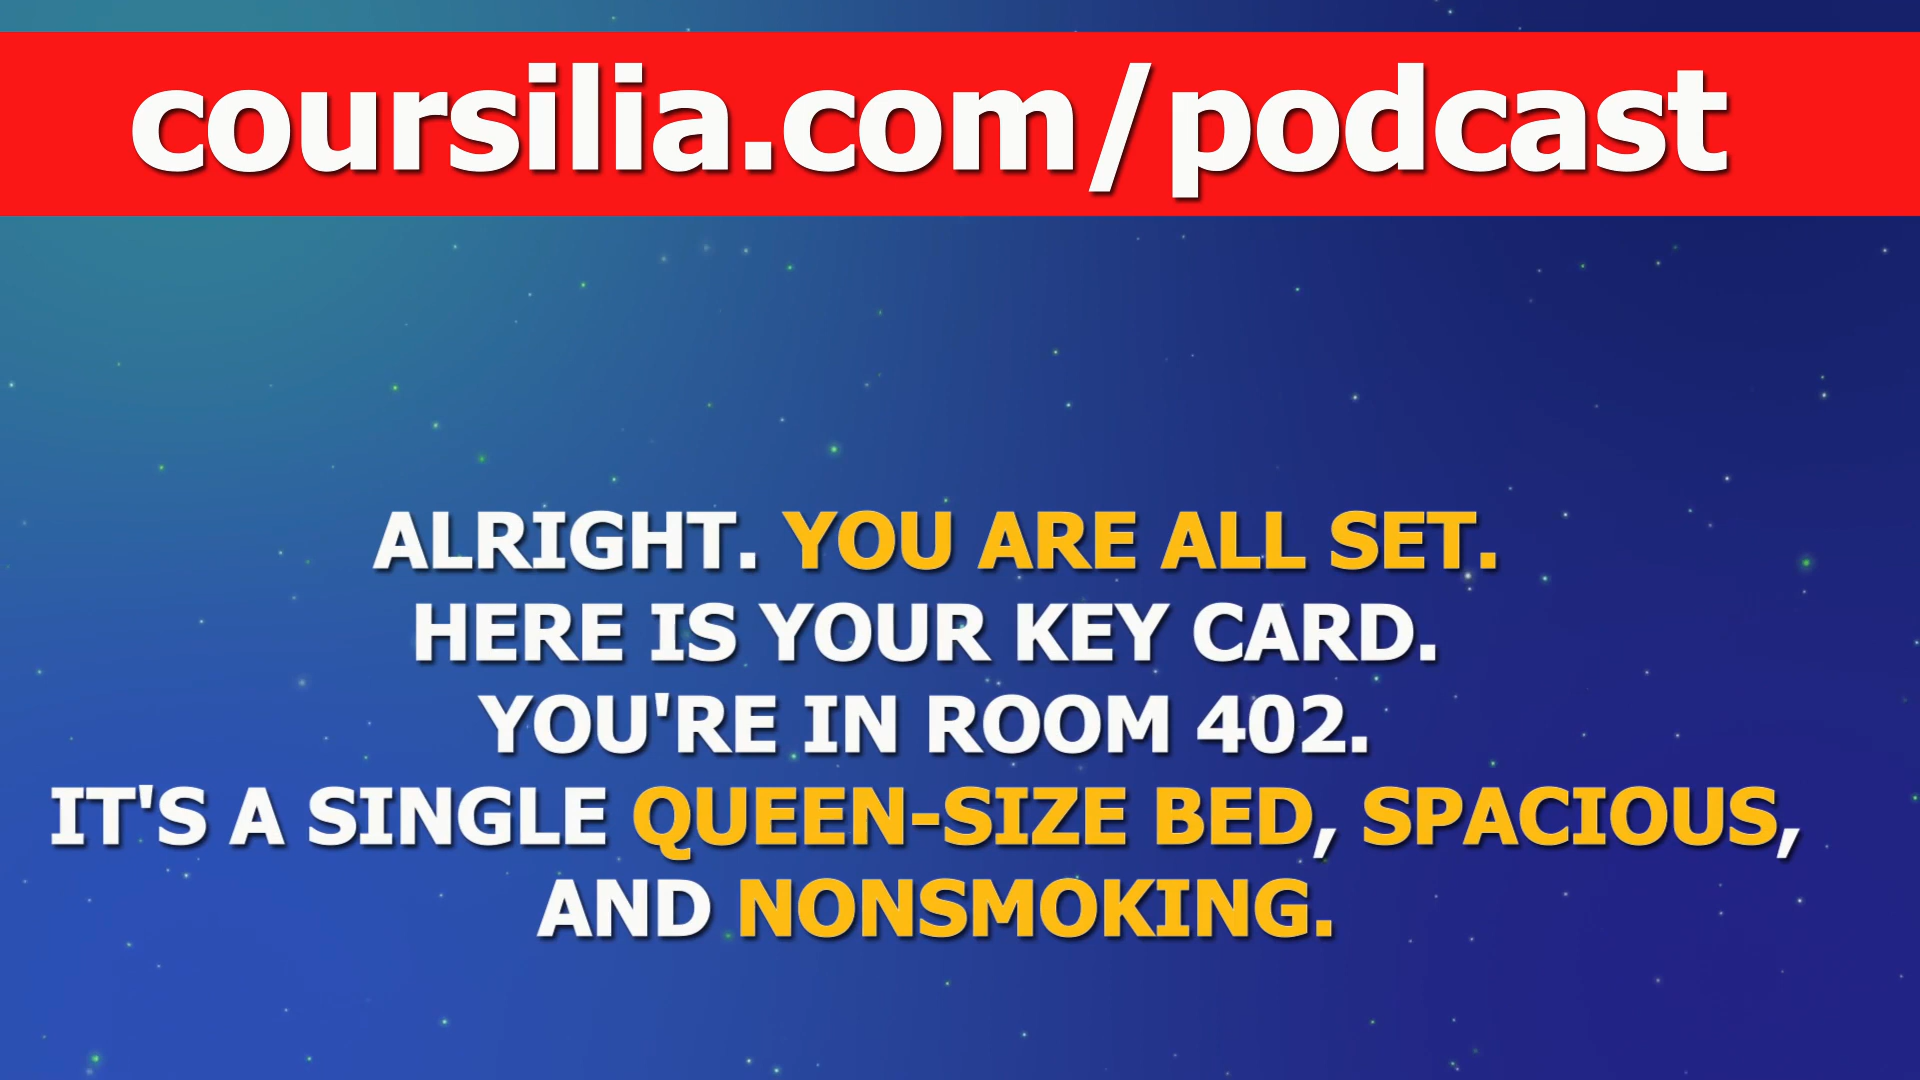 coursilia.com/podcast
ALRIGHT. YOU ARE ALL SET.
HERE IS YOUR KEY CARD.
YOU'RE IN ROOM 402.
IT'S A SINGLE QUEEN-SIZE BED, SPACIOUS,
AND NONSMOKING.